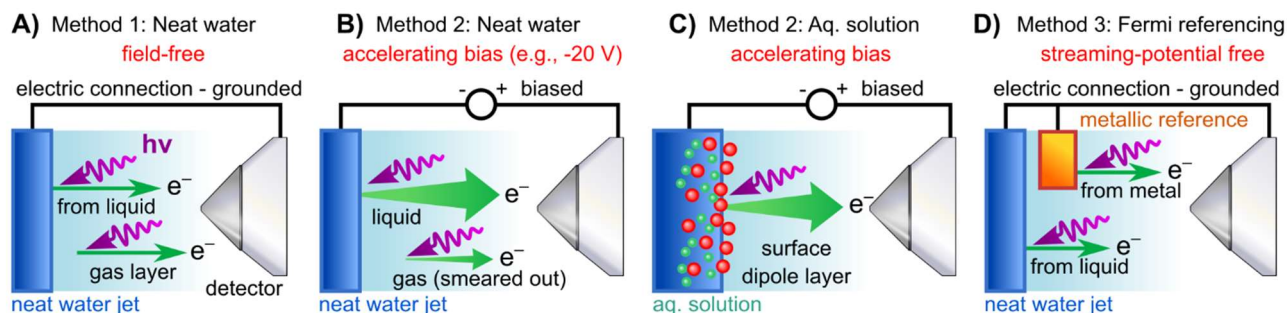 A) Method 1: Neat water
field-free
electric connection - grounded
hν
e⁻
from liquid
e⁻
gas layer
detector
neat water jet
B) Method 2: Neat water
accelerating bias (e.g., -20 V)
- + biased
e⁻
liquid
e⁻
gas (smeared out)
neat water jet
C) Method 2: Aq. solution
accelerating bias
- + biased
e⁻
surface
dipole layer
aq. solution
D) Method 3: Fermi referencing
streaming-potential free
electric connection - grounded
metallic reference
e⁻
from metal
e⁻
from liquid
neat water jet